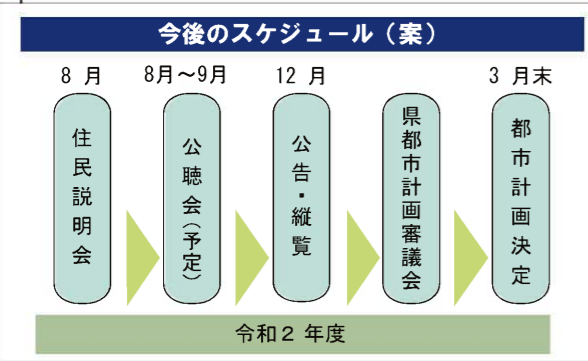 今後のスケジュール（案）
8 月
8月～9月
12 月
3 月末
住民説明会
公聴会（予定）
公告・縦覧
県都市計画審議会
都市計画決定
令和２年度